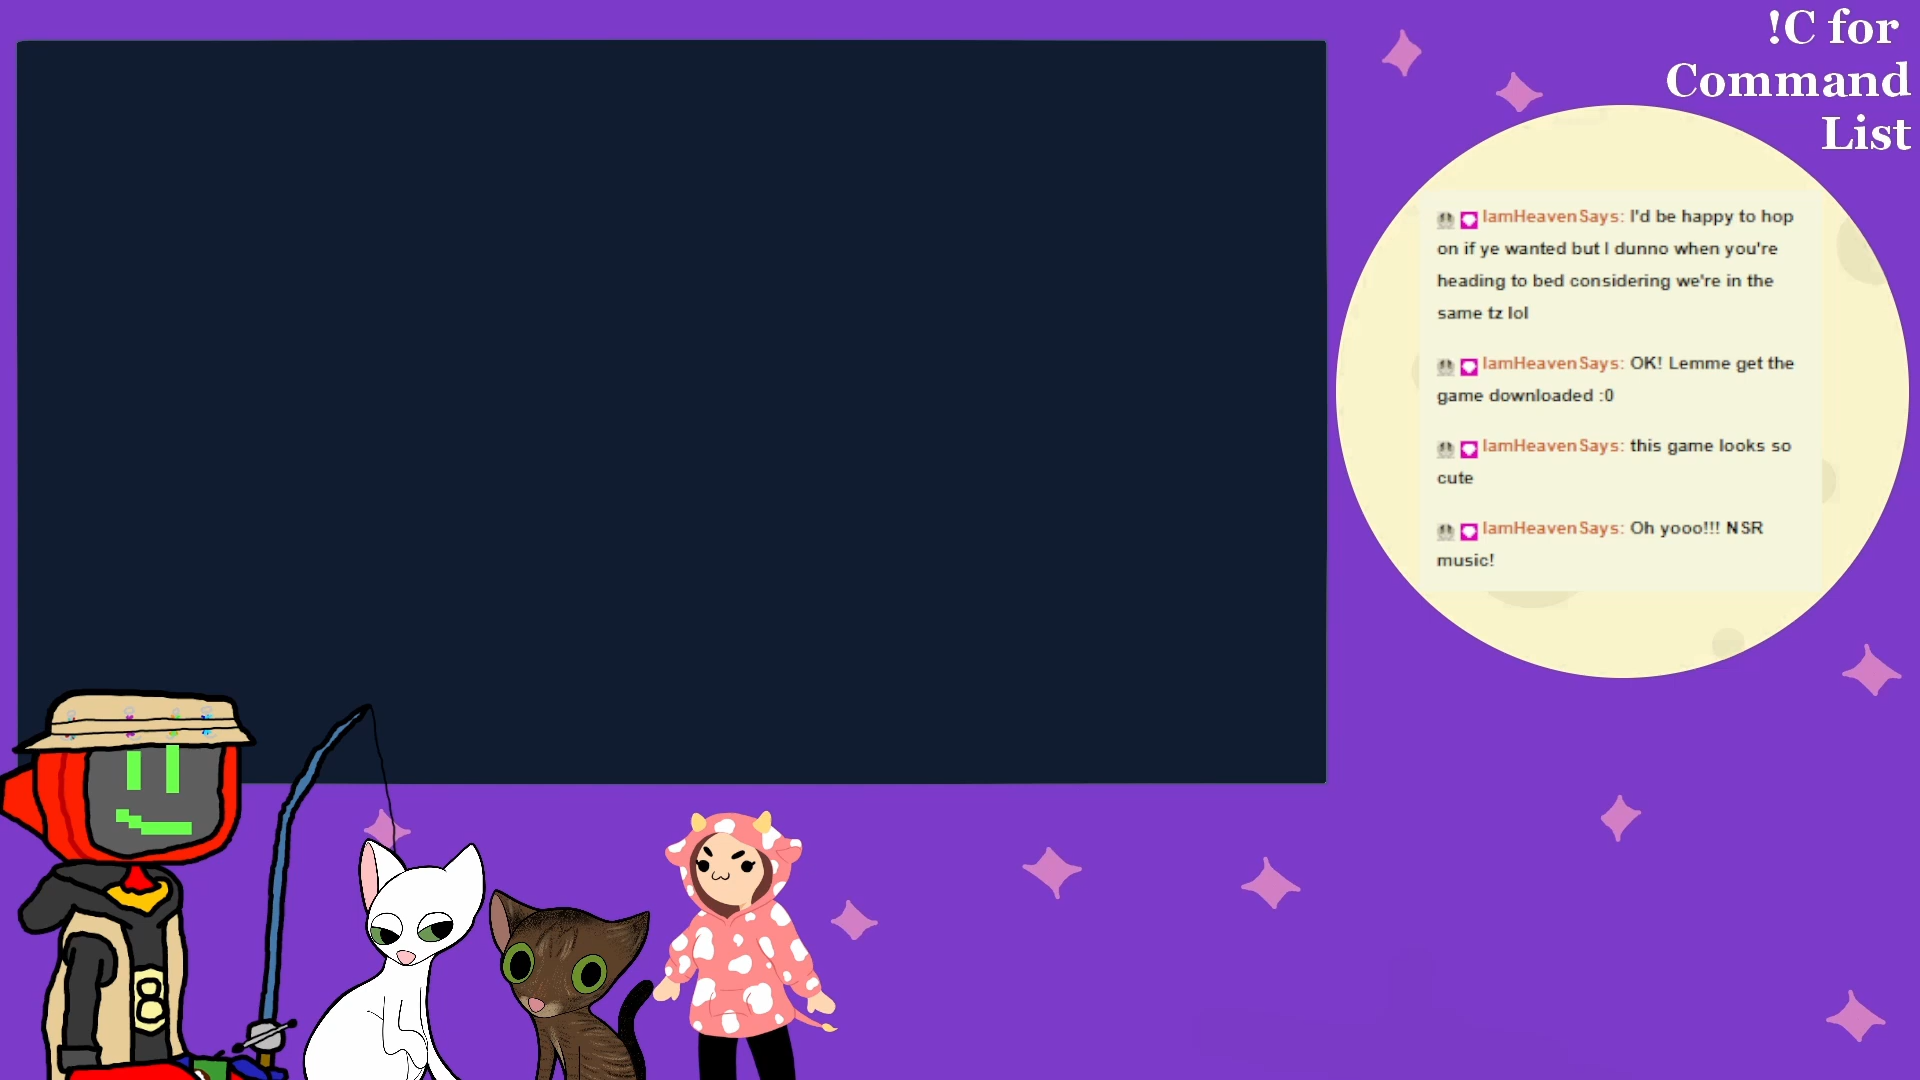 !C for
Command
List
IamHeavenSays: I'd be happy to hop
on if ye wanted but I dunno when you're
heading to bed considering we're in the
same tz lol
IamHeavenSays: OK! Lemme get the
game downloaded :0
IamHeavenSays: this game looks so
cute
IamHeavenSays: Oh yooo!!! NSR
music!
8